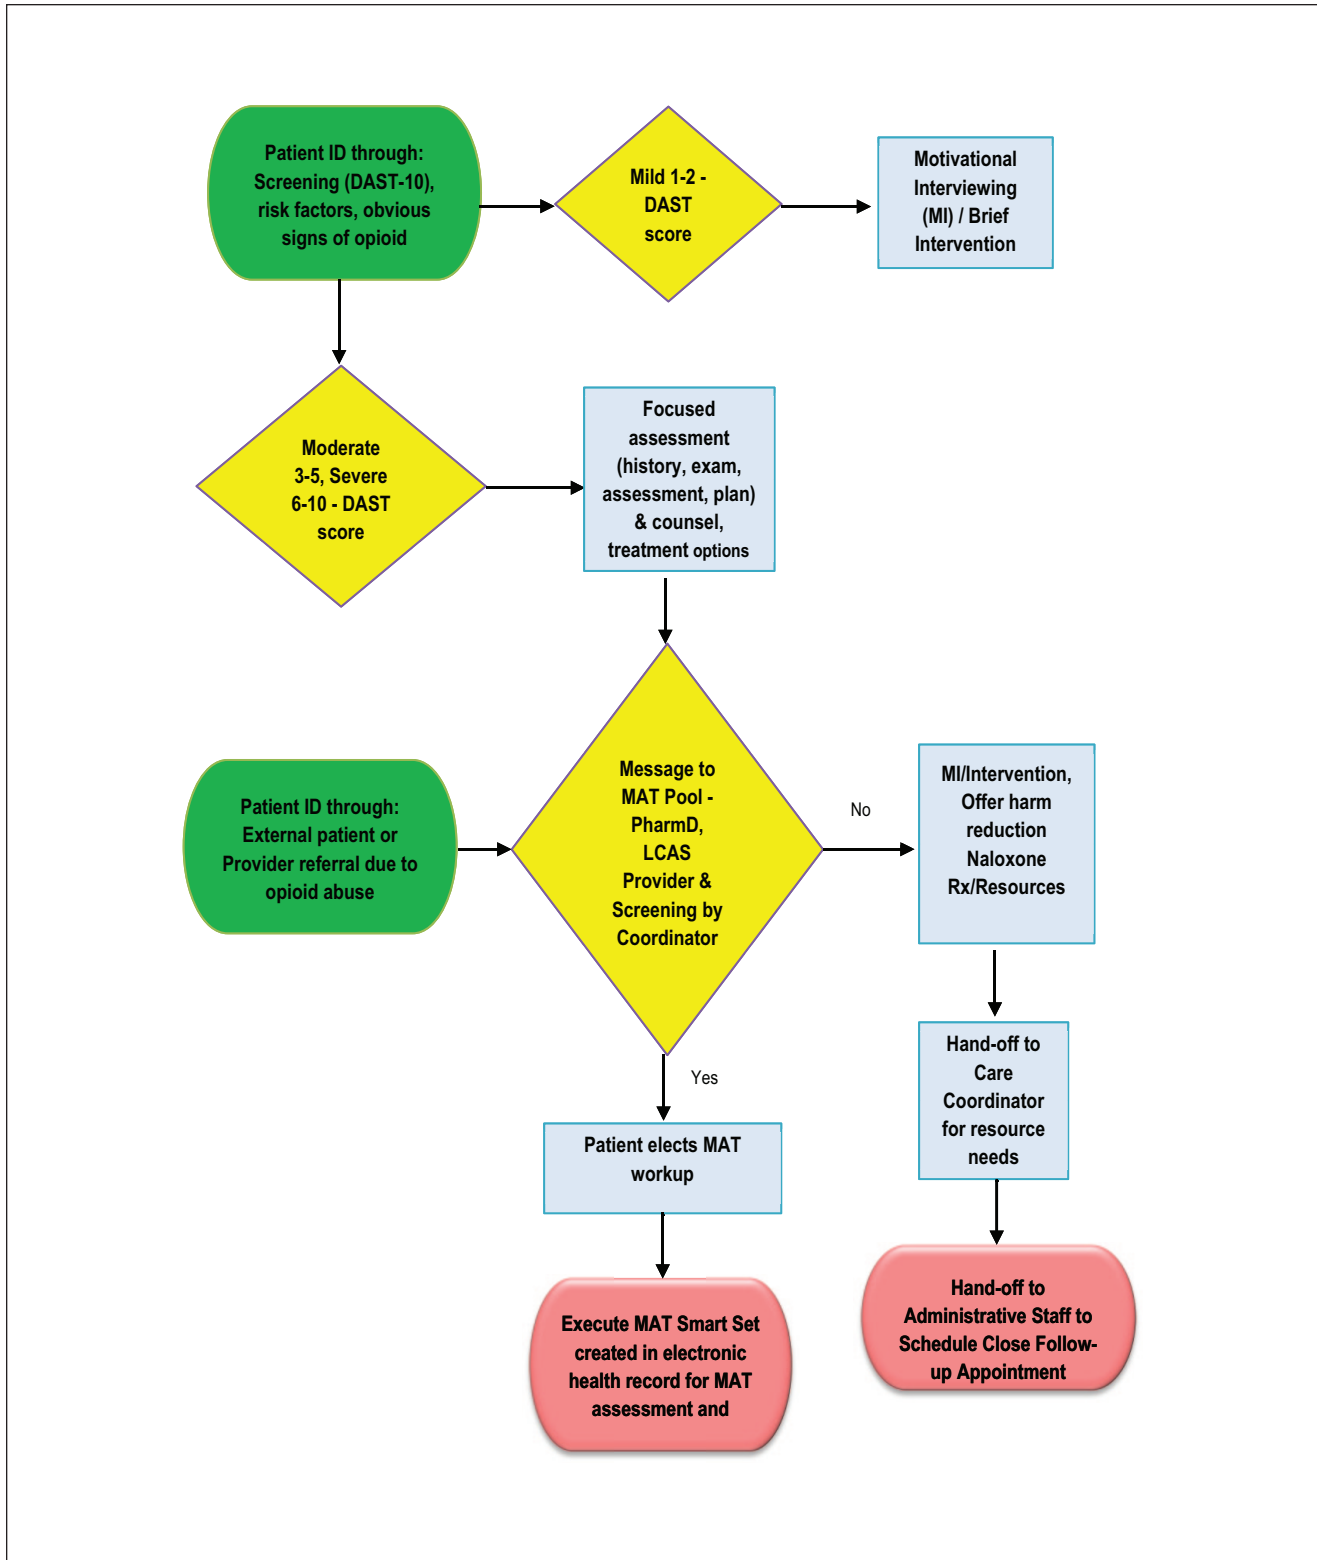 Patient ID through:
Screening (DAST-10),
risk factors, obvious
signs of opioid
Mild 1-2 -
DAST
score
Motivational
Interviewing
(MI) / Brief
Intervention
Moderate
3-5, Severe
6-10 - DAST
score
Focused
assessment
(history, exam,
assessment, plan)
& counsel,
treatment options
Patient ID through:
External patient or
Provider referral due to
opioid abuse
Message to
MAT Pool -
PharmD,
LCAS
Provider &
Screening by
Coordinator
No
MI/Intervention,
Offer harm
reduction
Naloxone
Rx/Resources
Yes
Hand-off to
Care
Coordinator
for resource
needs
Patient elects MAT
workup
Execute MAT Smart Set
created in electronic
health record for MAT
assessment and
Hand-off to
Administrative Staff to
Schedule Close Follow-
up Appointment